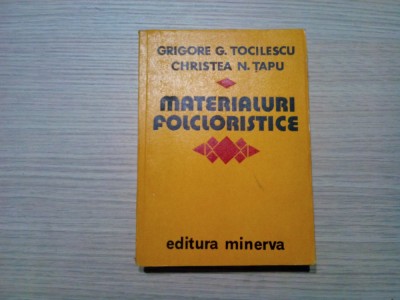 GRIGORE G. TOCILESCU
CHRISTEA N. ȚAPU
MATERIALURI
FOLCLORISTICE
editura minerva